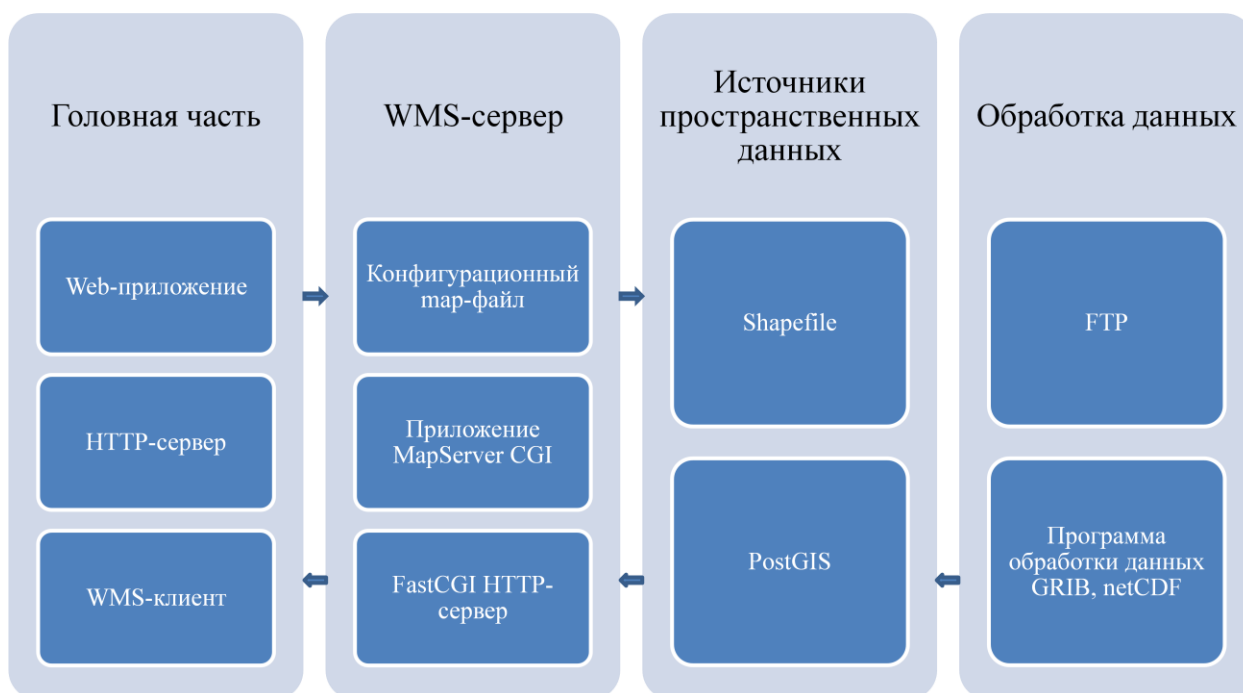 Головная часть
Web-приложение
HTTP-сервер
WMS-клиент
WMS-сервер
Конфигурационный
map-файл
Приложение
MapServer CGI
FastCGI HTTP-
сервер
Источники
пространственных
данных
Shapefile
PostGIS
Обработка данных
FTP
Программа
обработки данных
GRIB, netCDF